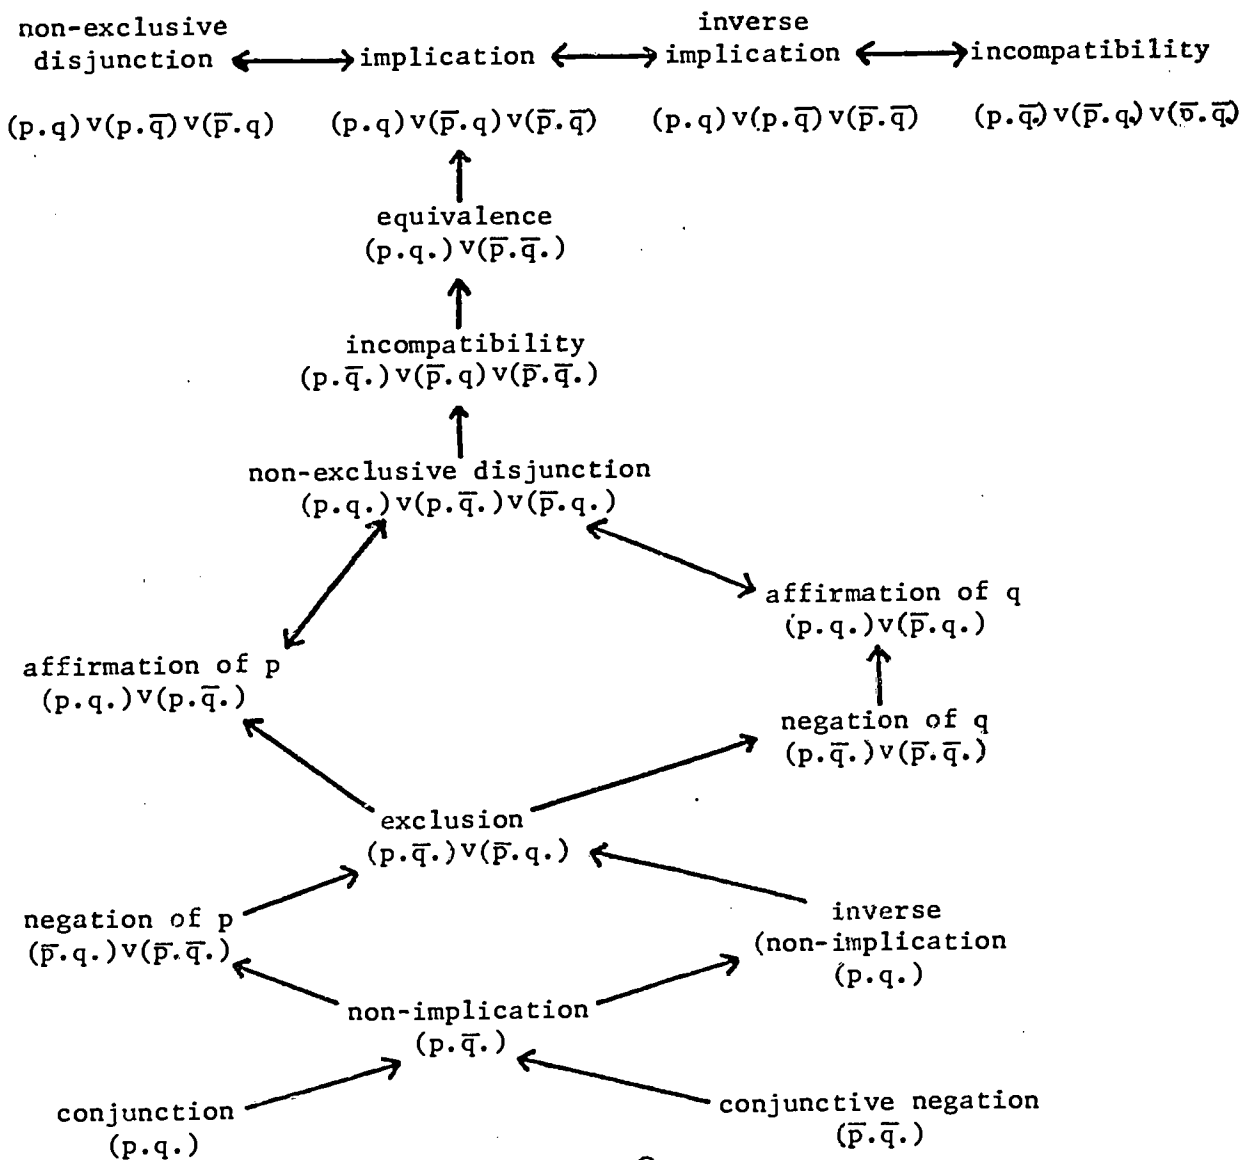 non-exclusive
disjunction
implication
inverse
implication
incompatibility
(p.q)v(p.q̅)v(p̅.q)
(p.q)v(p̅.q)v(p̅.q̅)
(p.q)v(p.q̅)v(p̅.q̅)
(p.q̅)v(p̅.q)v(p̅.q̅)
equivalence
(p.q.)v(p̅.q̅.)
incompatibility
(p.q̅.)v(p̅.q)v(p̅.q̅.)
non-exclusive disjunction
(p.q.)v(p.q̅.)v(p̅.q.)
affirmation of q
(p.q.)v(p̅.q.)
affirmation of p
(p.q.)v(p.q̅.)
negation of q
(p.q̅.)v(p̅.q̅.)
exclusion
(p.q̅.)v(p̅.q.)
negation of p
(p̅.q.)v(p̅.q̅.)
inverse
(non-implication
(p.q.)
non-implication
(p.q̅.)
conjunction
(p.q.)
conjunctive negation
(p̅.q̅.)